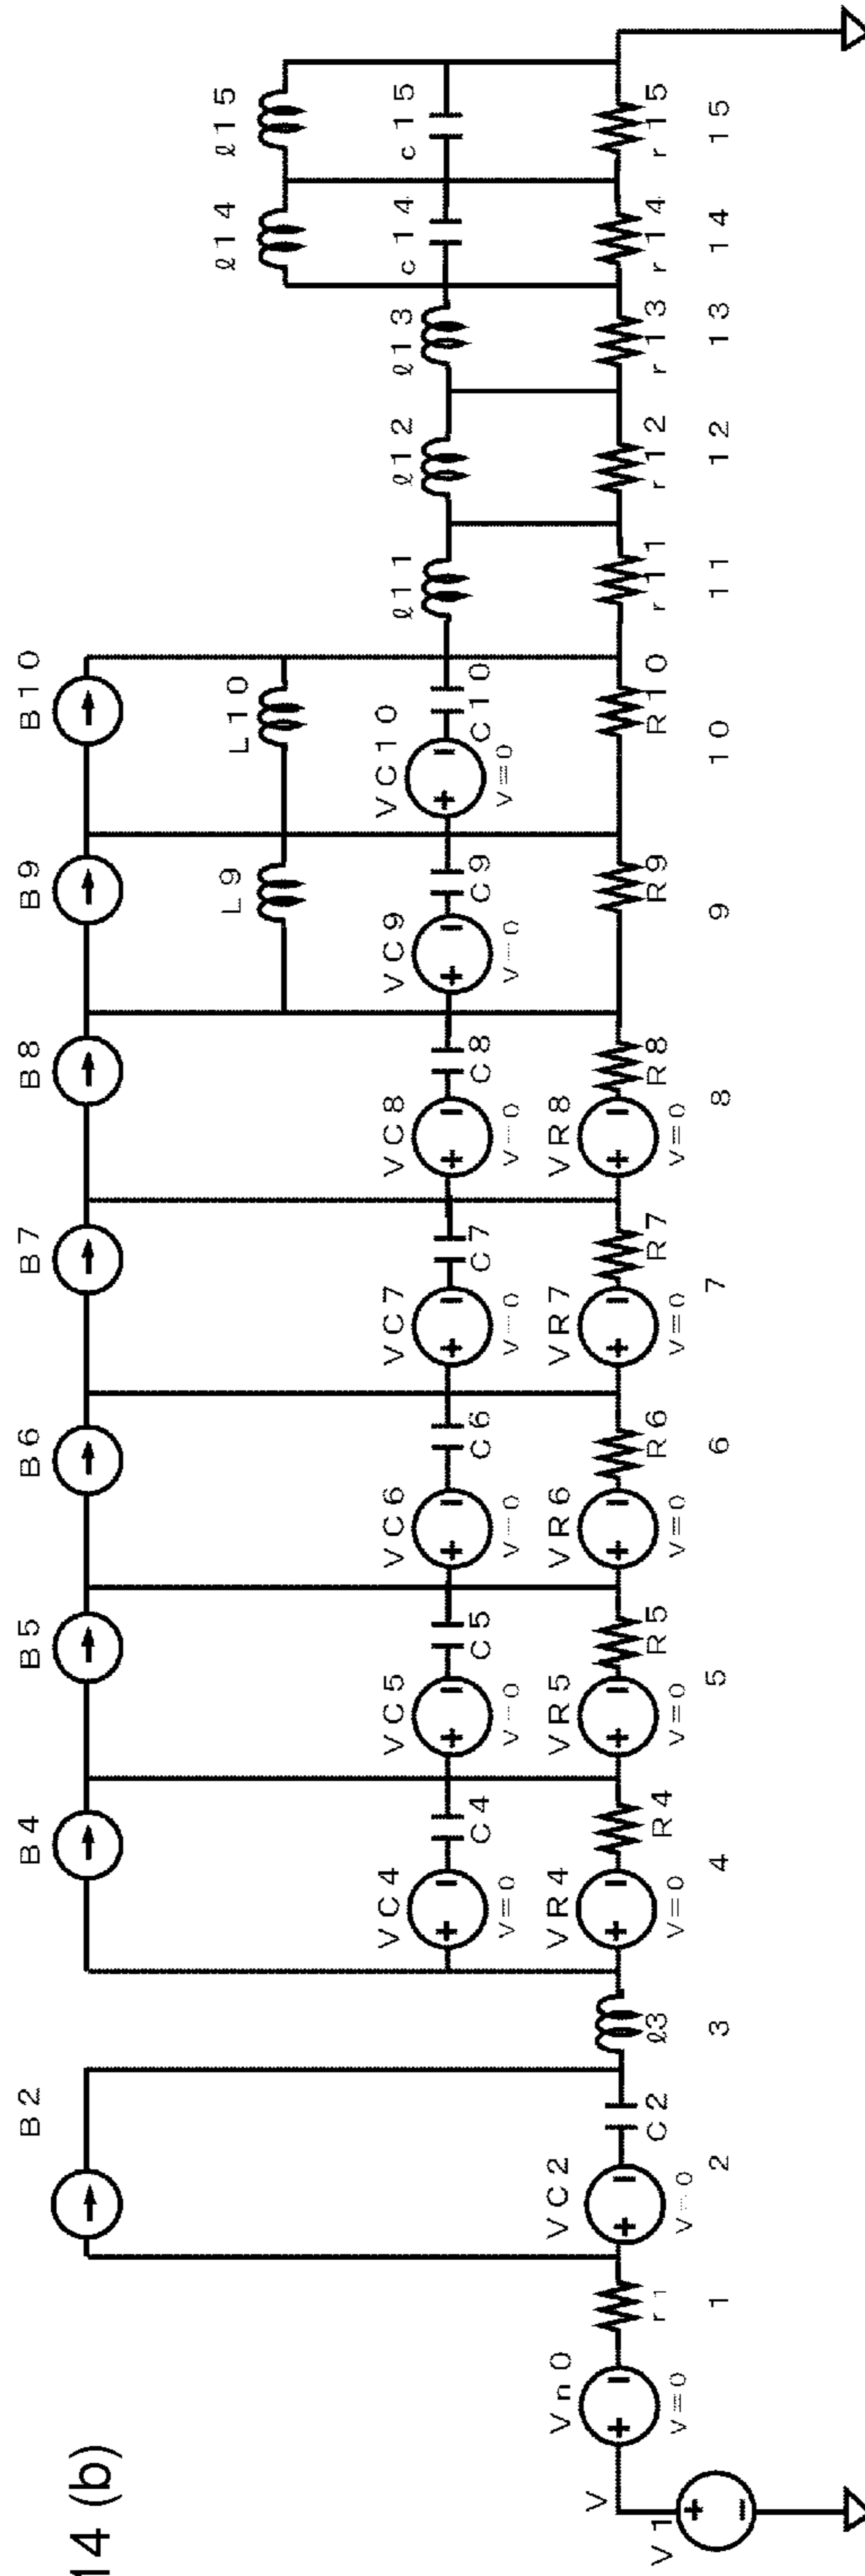 14 (b)
B2
B4
B5
B6
B7
B8
B9
B10
L9
L10
ℓ14
ℓ15
VC4
C4
V=0
VC5
C5
V=0
VC6
C6
V=0
VC7
C7
V=0
VC8
C8
V=0
VC9
C9
V=0
VC10
C10
V=0
ℓ11
ℓ12
ℓ13
c14
c15
V
V1
+
−
Vn0
+
−
V=0
r1
VC2
+
−
V=0
C2
ℓ3
VR4
+
−
V=0
R4
VR5
+
−
V=0
R5
VR6
+
−
V=0
R6
VR7
+
−
V=0
R7
VR8
+
−
V=0
R8
R9
R10
r11
r12
r13
r14
r15
1
2
3
4
5
6
7
8
9
10
11
12
13
14
15